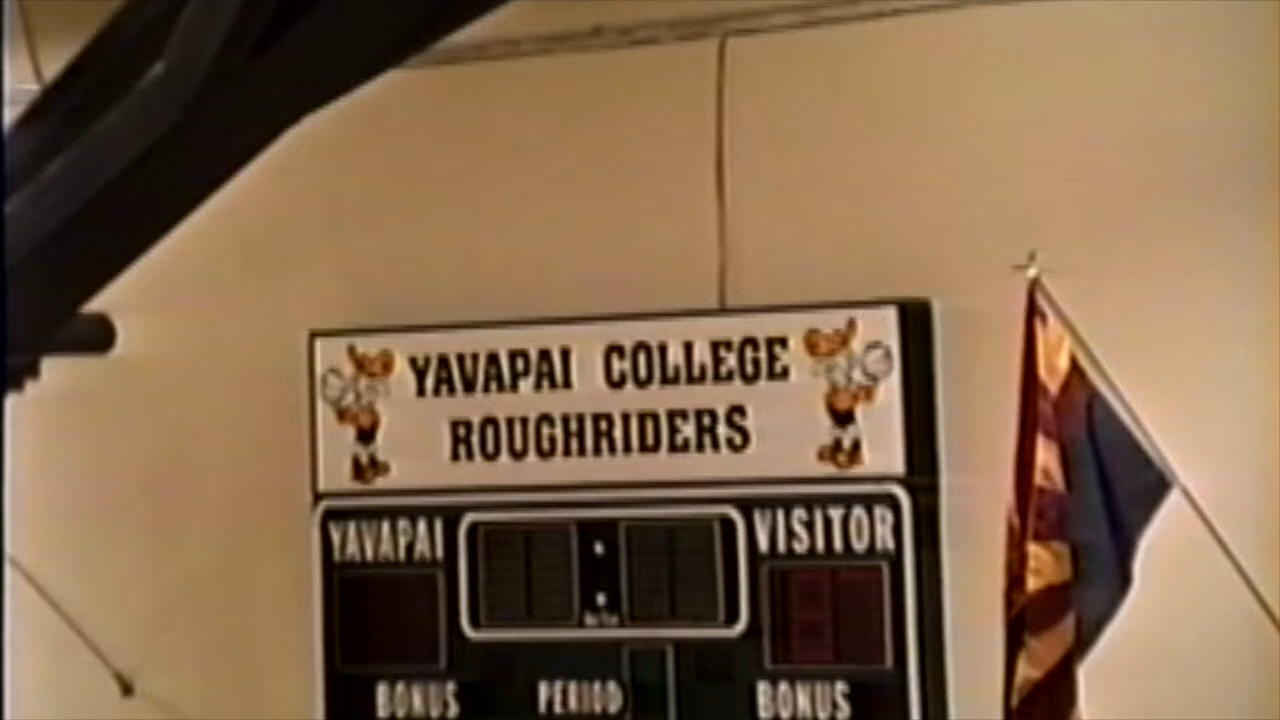 YAVAPAI COLLEGE
ROUGHRIDERS
YAVAPAI
VISITOR
BONUS
PERIOD
BONUS